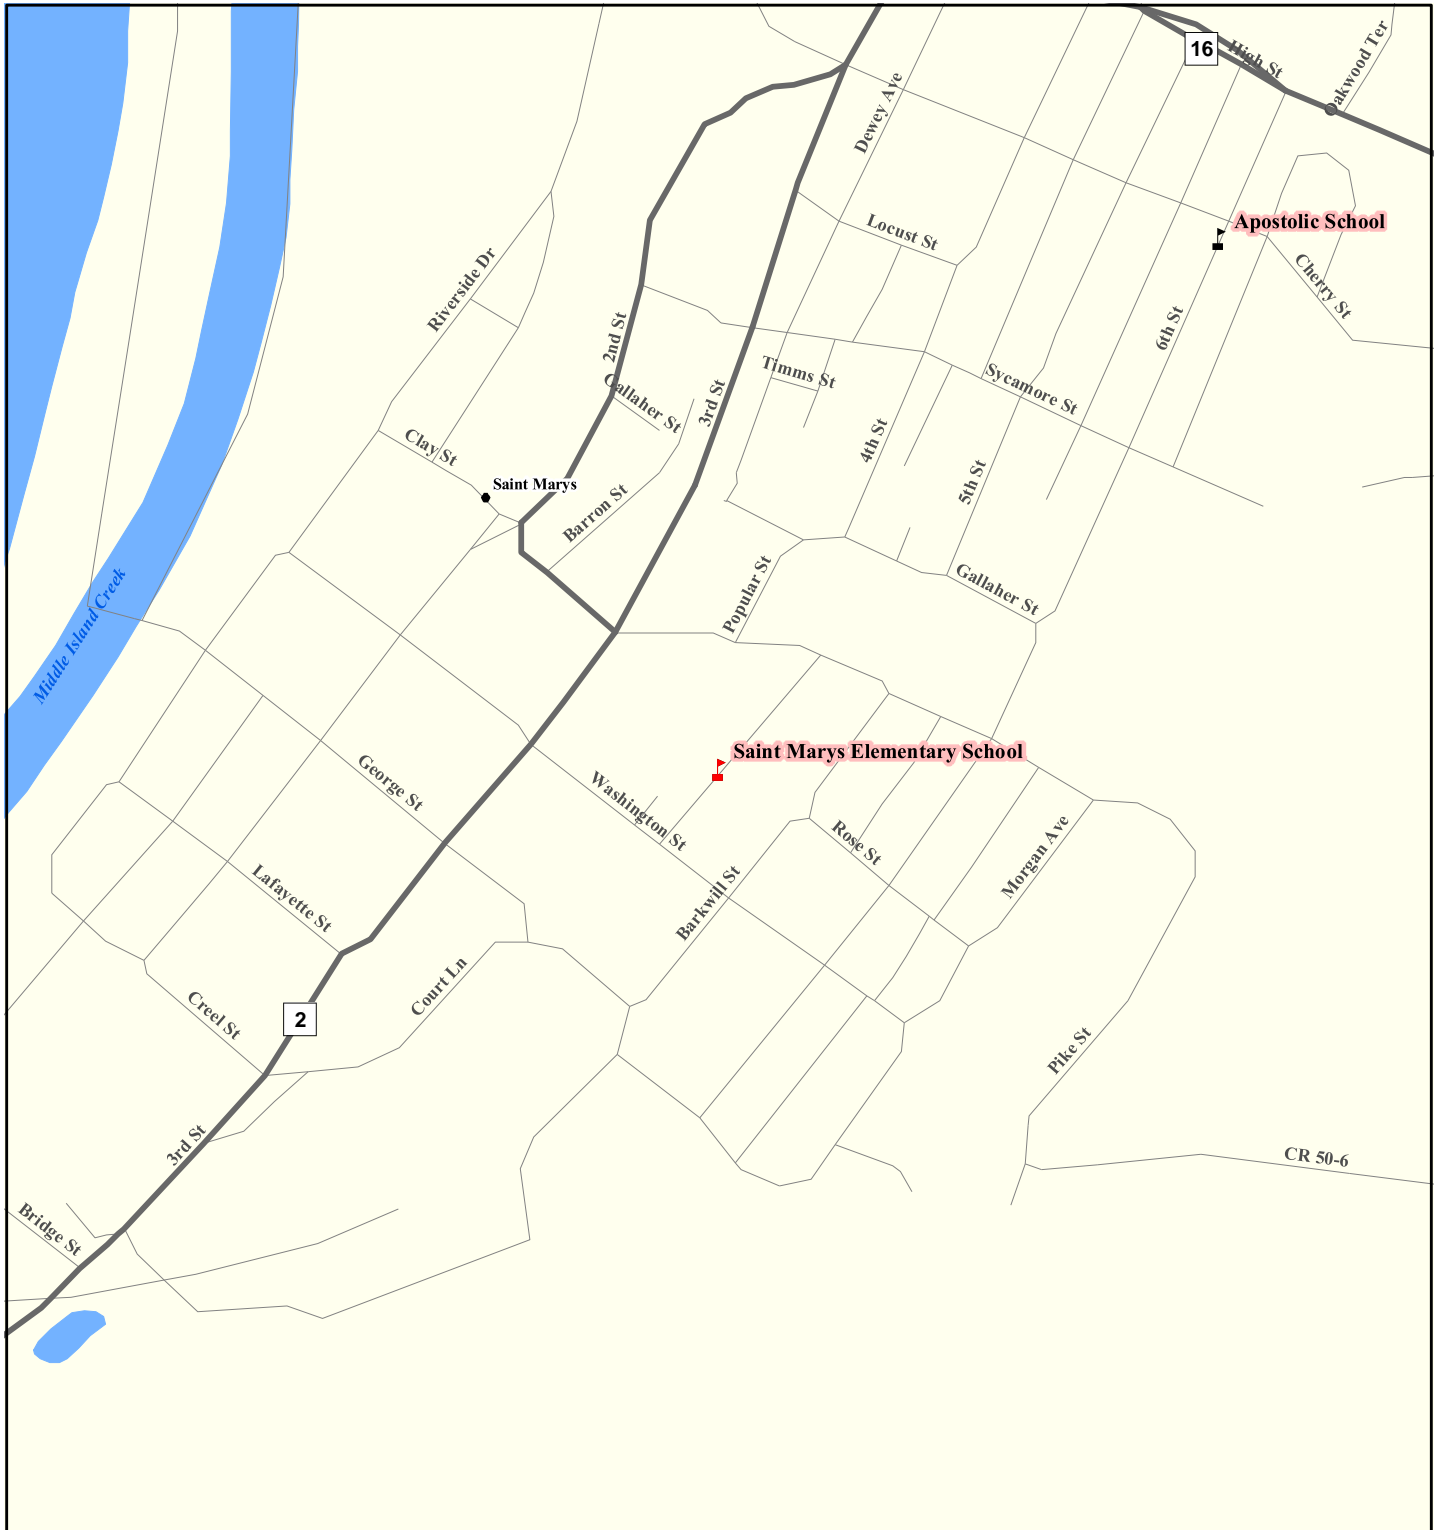 16
High St
Oakwood Ter
Dewey Ave
Apostolic School
Locust St
Cherry St
Riverside Dr
2nd St
6th St
Timms St
Sycamore St
Gallaher St
3rd St
Clay St
4th St
5th St
Saint Marys
Barron St
Popular St
Gallaher St
Middle Island Creek
Saint Marys Elementary School
George St
Washington St
Rose St
Morgan Ave
Lafayette St
Barkwill St
Court Ln
Creel St
2
Pike St
3rd St
CR 50-6
Bridge St